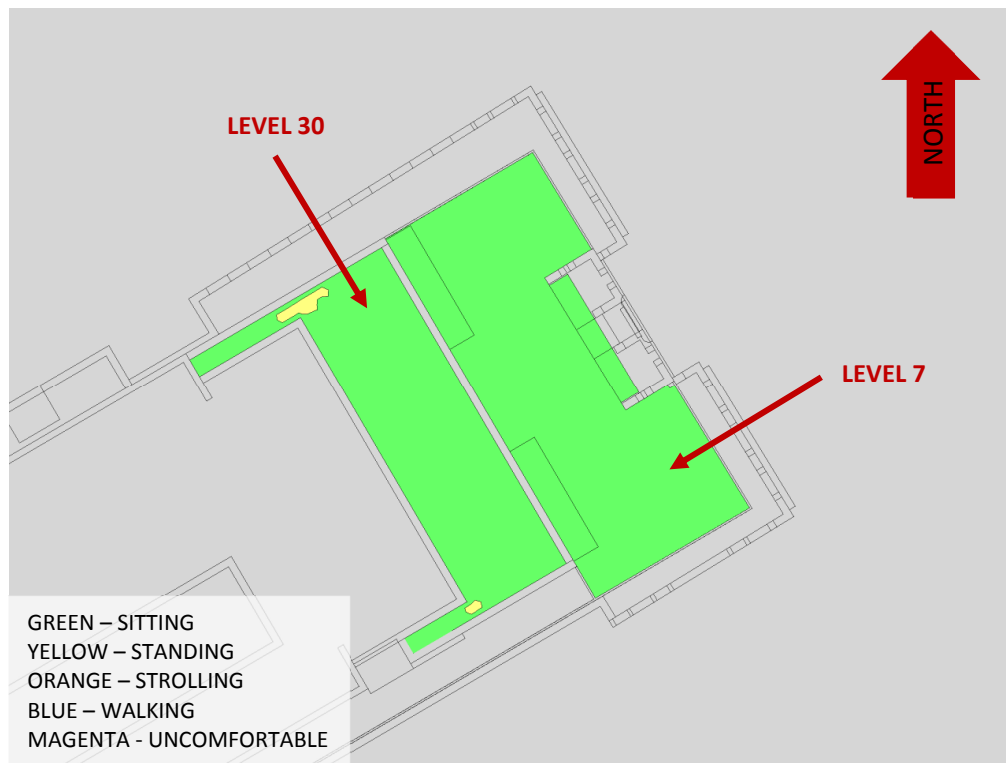 LEVEL 30
NORTH
LEVEL 7
GREEN – SITTING
YELLOW – STANDING
ORANGE – STROLLING
BLUE – WALKING
MAGENTA - UNCOMFORTABLE